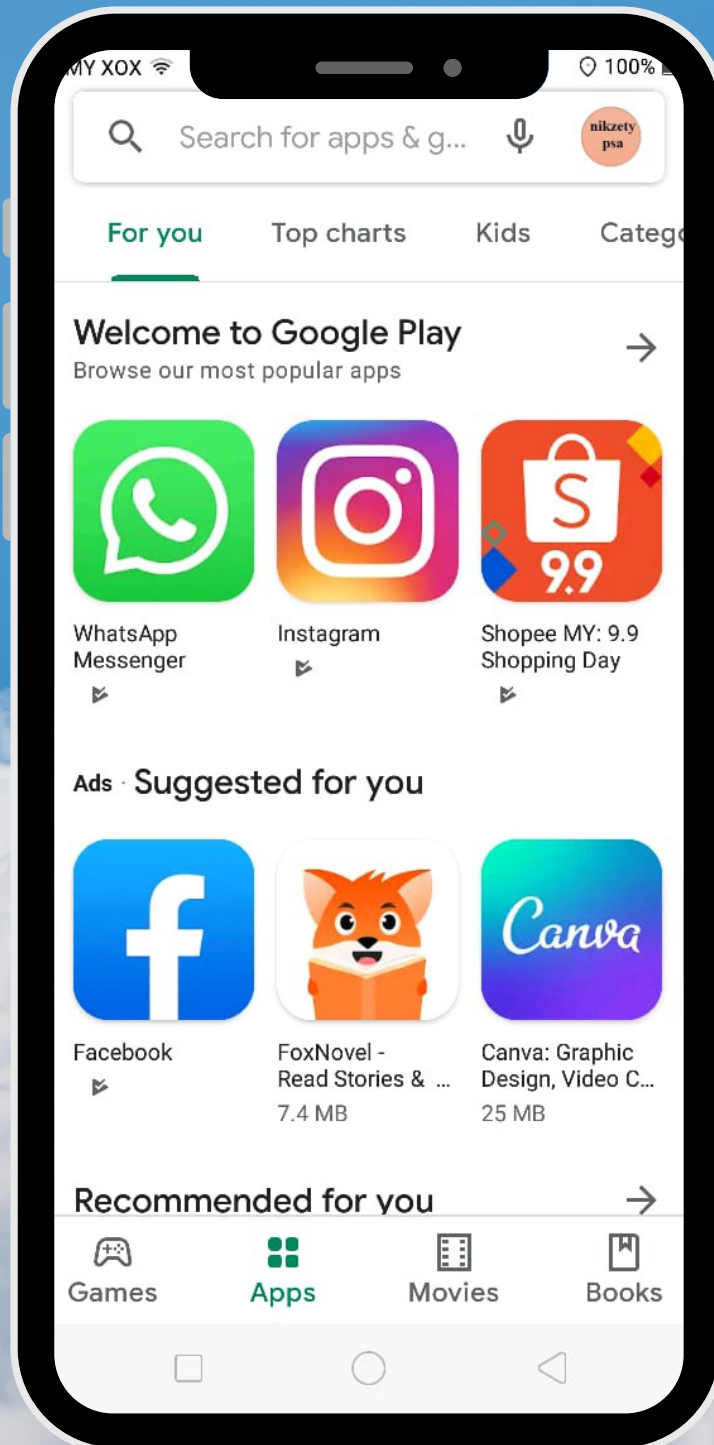 MY XOX 100%
Search for apps & g...
nikzety
psa
For you Top charts Kids Catego
Welcome to Google Play
Browse our most popular apps
S
9.9
WhatsApp
Messenger
Instagram
Shopee MY: 9.9
Shopping Day
Ads · Suggested for you
f
Canva
Facebook
FoxNovel -
Read Stories & ...
7.4 MB
Canva: Graphic
Design, Video C...
25 MB
Recommended for you
Games Apps Movies Books